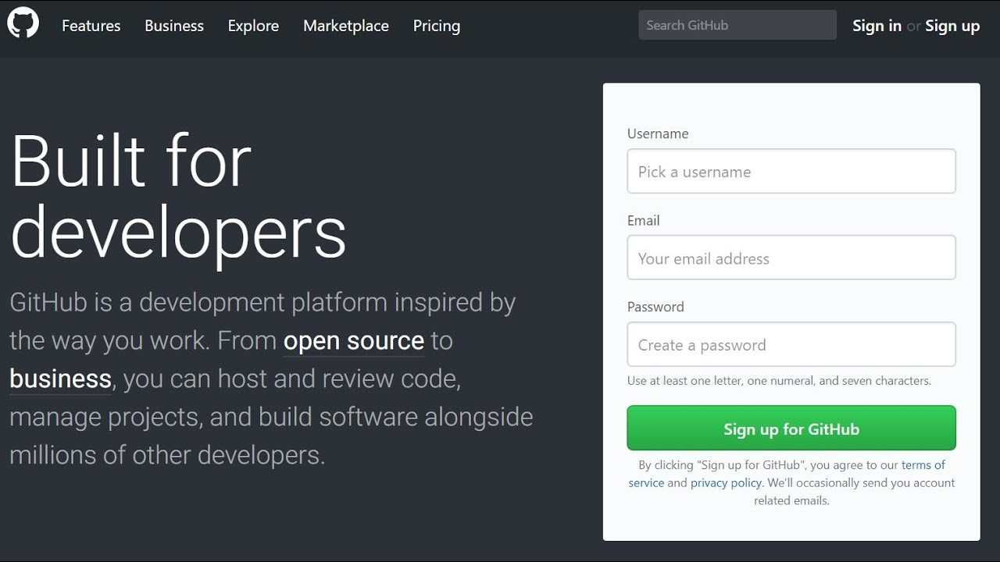 Features Business Explore Marketplace Pricing Search GitHub Sign in or Sign up
Built for
developers
GitHub is a development platform inspired by
the way you work. From open source to
business, you can host and review code,
manage projects, and build software alongside
millions of other developers.
Username
Pick a username
Email
Your email address
Password
Create a password
Use at least one letter, one numeral, and seven characters.
Sign up for GitHub
By clicking "Sign up for GitHub", you agree to our terms of
service and privacy policy. We’ll occasionally send you account
related emails.